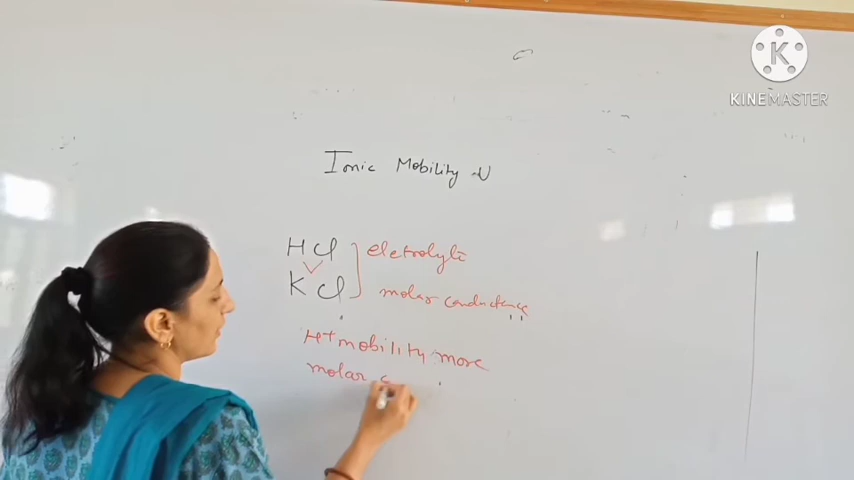 KINEMASTER
Ionic Mobility U
HCl
eletrolyte
KCl
molar conductance
H+ mobility more
molar c